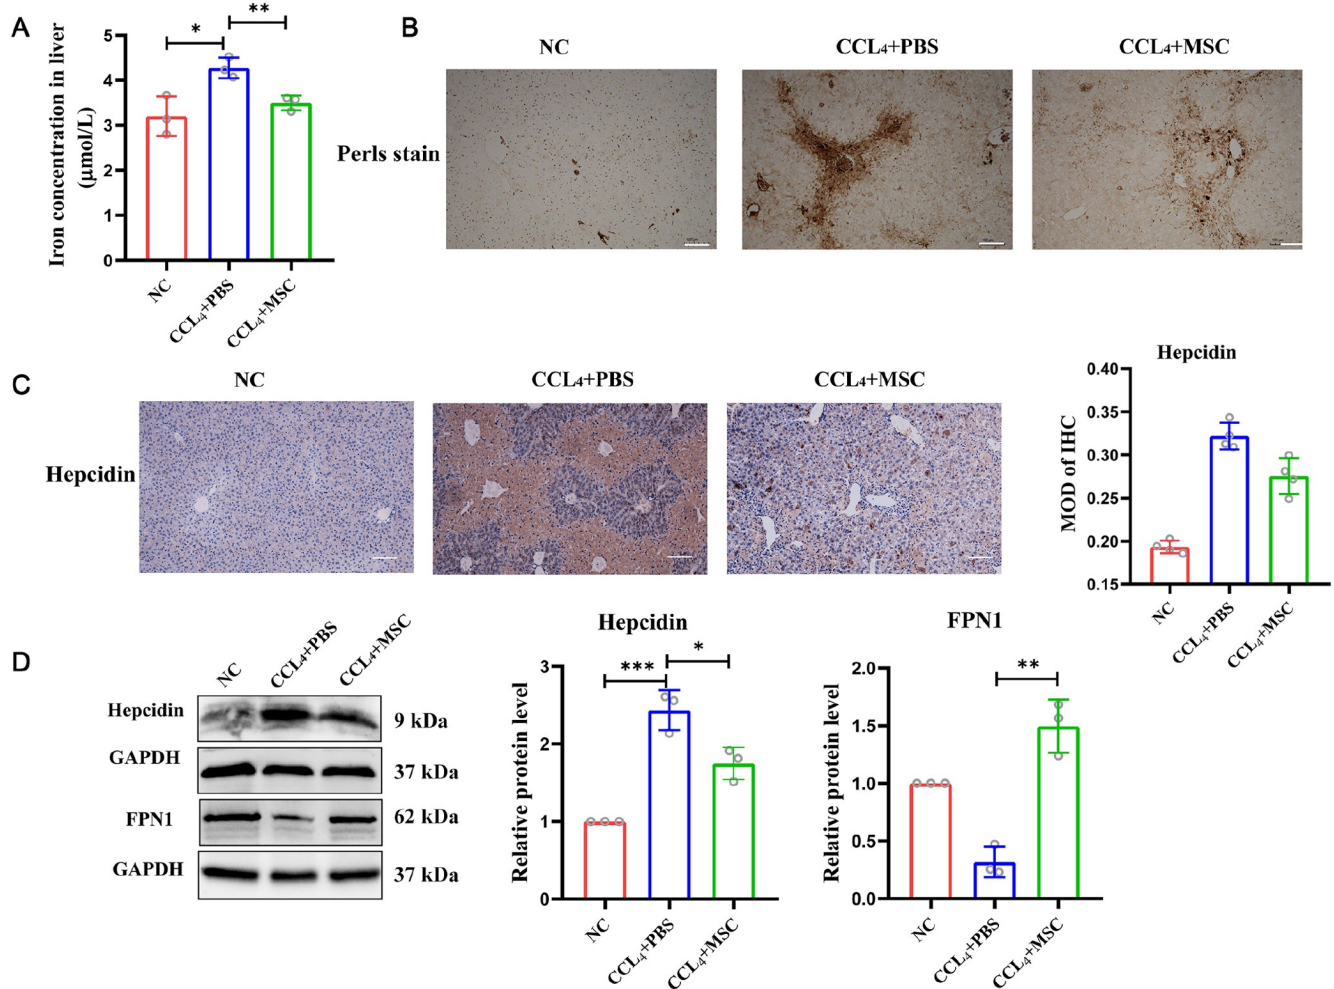 A
Iron concentration in liver
(μmol/L)
5
4
3
2
1
0
*
**
NC
CCL₄+PBS
CCL₄+MSC
B
NC
CCL₄+PBS
CCL₄+MSC
Perls stain
C
NC
CCL₄+PBS
CCL₄+MSC
Hepcidin
Hepcidin
MOD of IHC
0.40
0.35
0.30
0.25
0.20
0.15
NC
CCL₄+PBS
CCL₄+MSC
D
NC
CCL₄+PBS
CCL₄+MSC
Hepcidin
9 kDa
GAPDH
37 kDa
FPN1
62 kDa
GAPDH
37 kDa
Hepcidin
Relative protein level
3
2
1
0
***
*
NC
CCL₄+PBS
CCL₄+MSC
FPN1
Relative protein level
2.0
1.5
1.0
0.5
0.0
**
NC
CCL₄+PBS
CCL₄+MSC